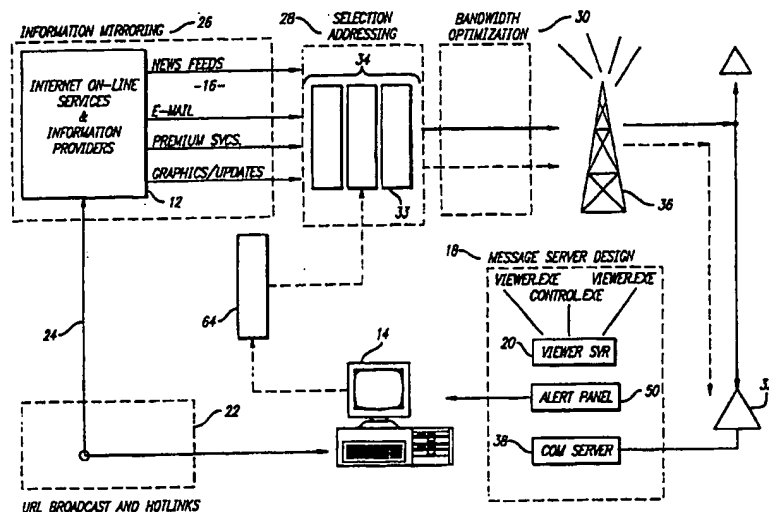 INFORMATION MIRRORING
26
INTERNET ON-LINE
SERVICES
&
INFORMATION
PROVIDERS
12
NEWS FEEDS
-16-
E-MAIL
PREMIUM SVCS.
GRAPHICS/UPDATES
28
SELECTION
ADDRESSING
34
33
BANDWIDTH
OPTIMIZATION
30
36
64
24
14
22
URL BROADCAST AND HOTLINKS
18
MESSAGE SERVER DESIGN
VIEWER.EXE
VIEWER.EXE
CONTROL.EXE
20
VIEWER SVR
ALERT PANEL
50
38
COM SERVER